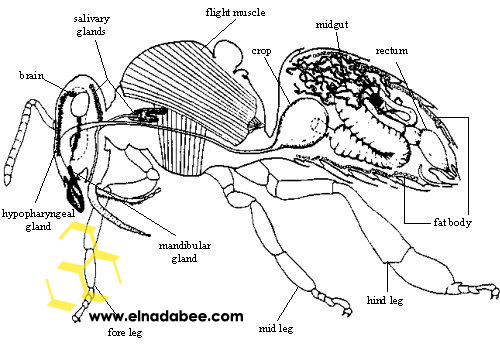 flight muscle
salivary
glands
midgut
crop
rectum
brain
hypopharyngeal
gland
mandibular
gland
fat body
hind leg
www.elnadabee.com
fore leg
mid leg